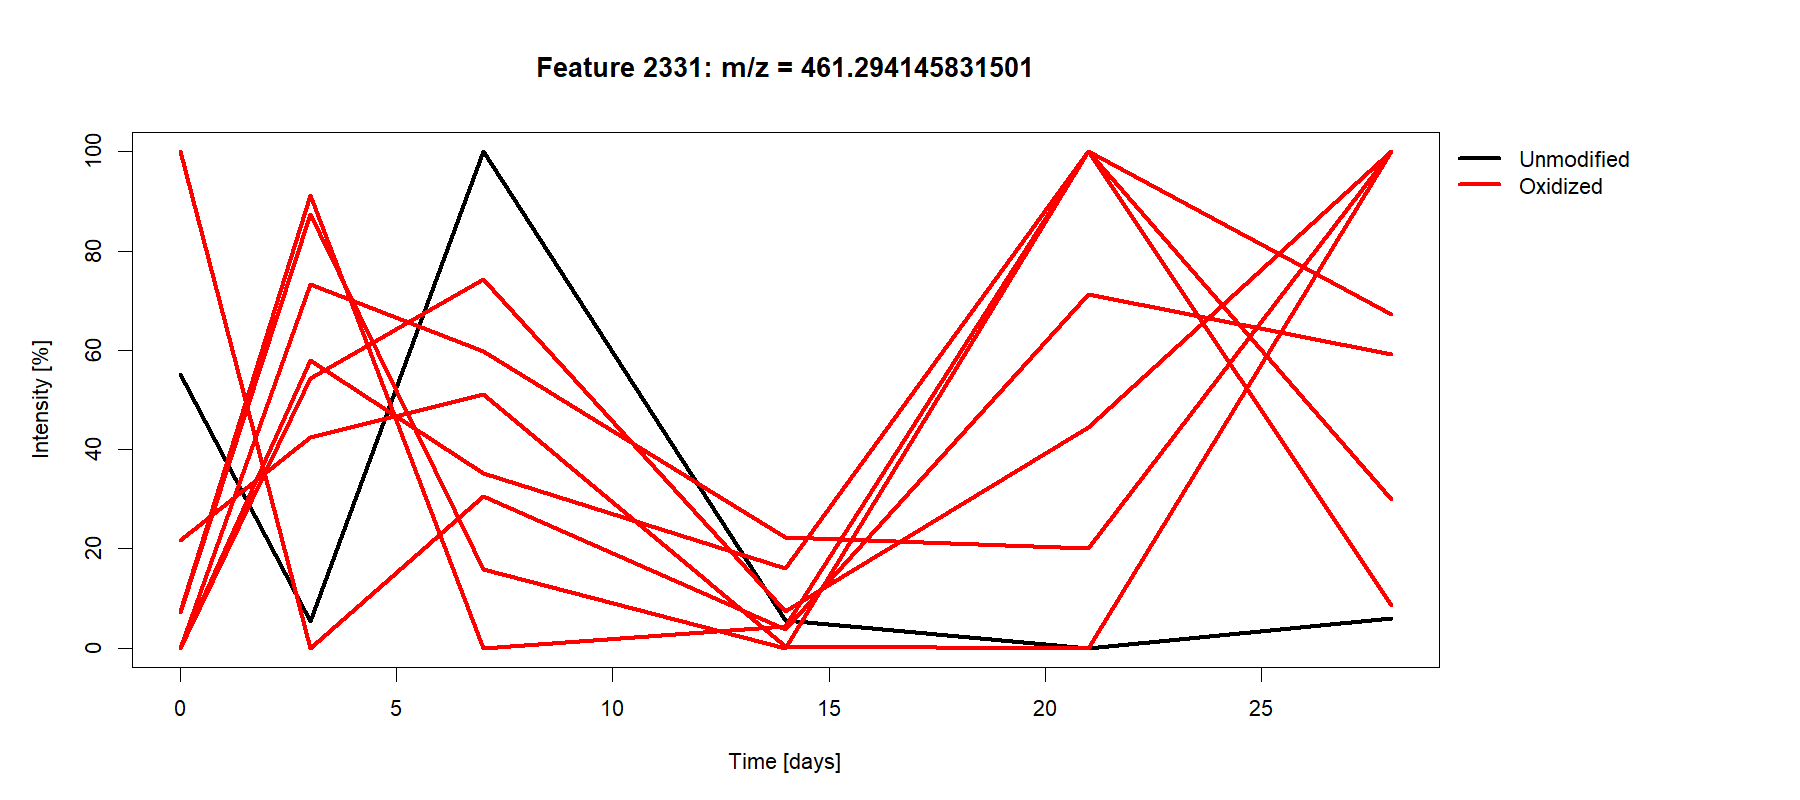 Feature 2331: m/z = 461.294145831501
Unmodified
Oxidized
Intensity [%]
100
80
60
40
20
0
0 5 10 15 20 25
Time [days]